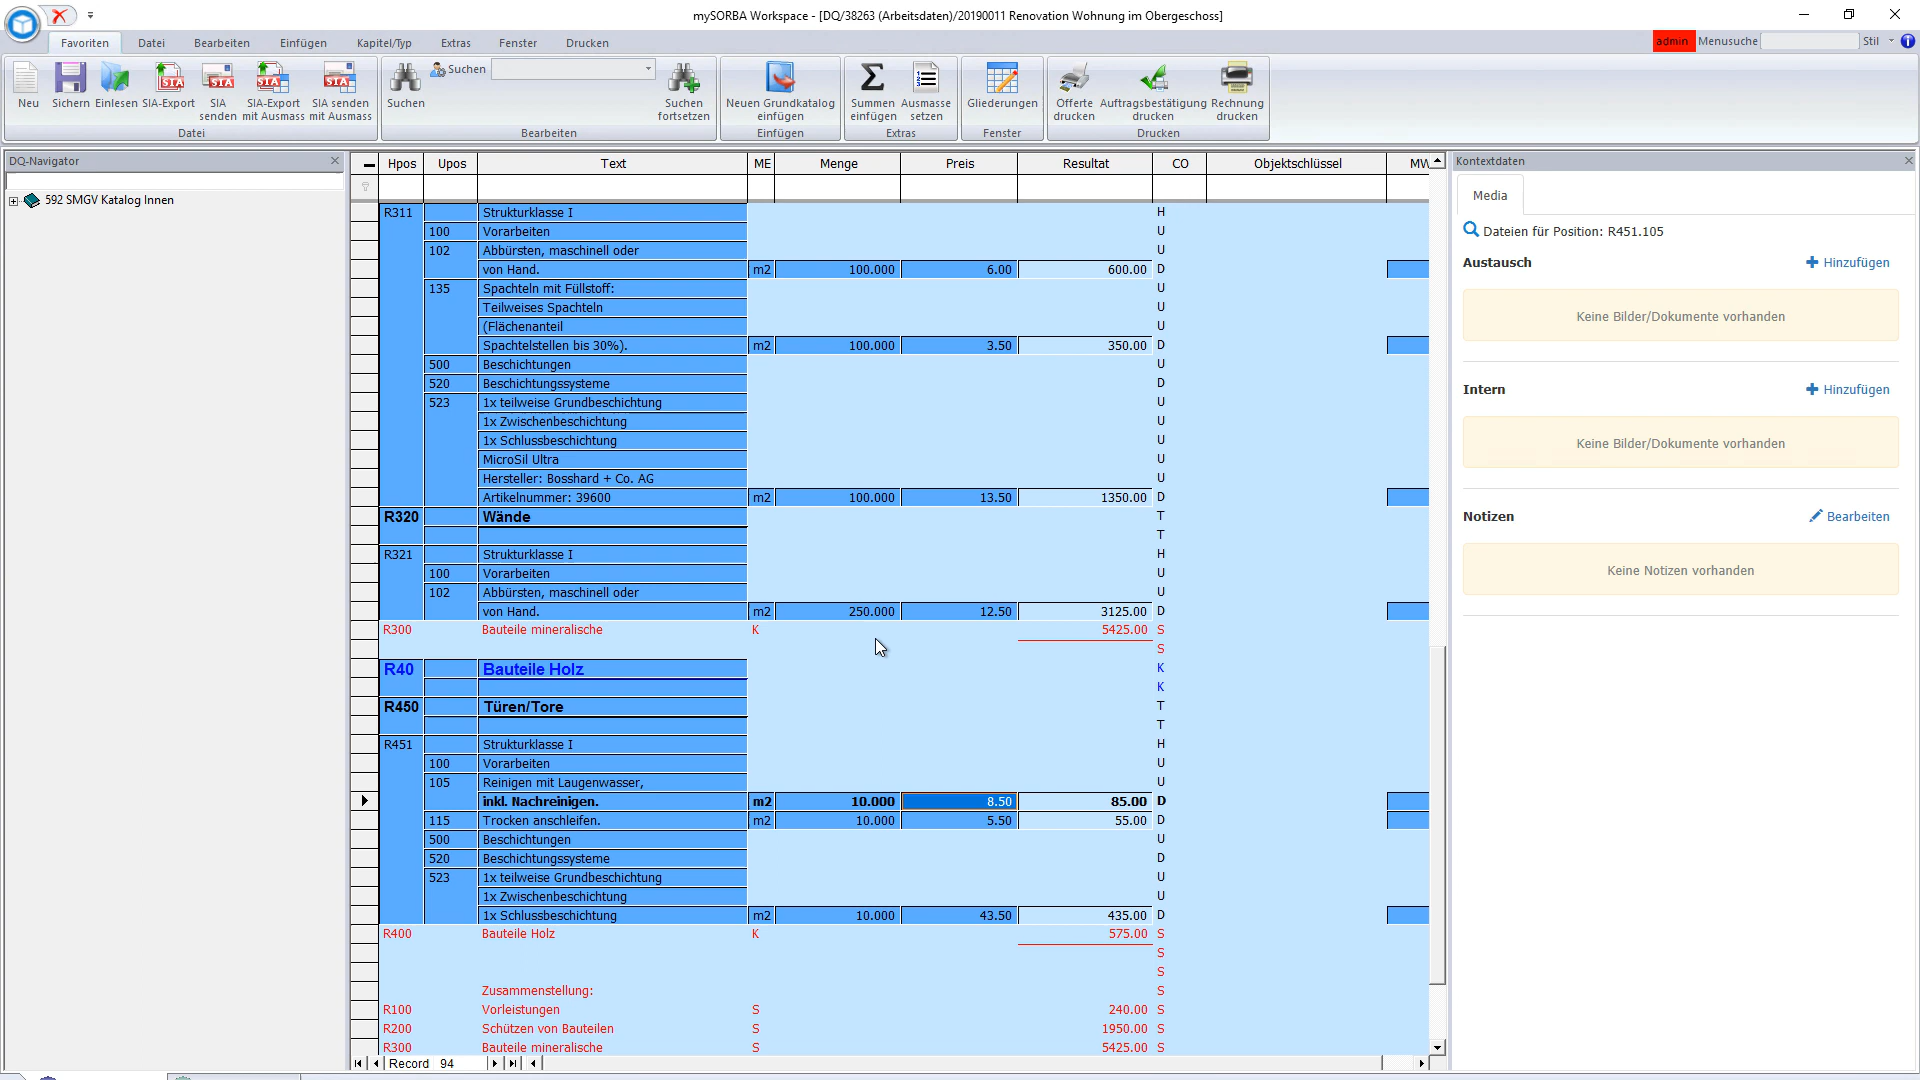 mySORBA Workspace - [DQ/38263 (Arbeitsdaten)/20190011 Renovation Wohnung im Obergeschoss]
Favoriten Datei Bearbeiten Einfügen Kapitel/Typ Extras Fenster Drucken admin Menusuche Stil
Neu Sichern Einlesen SIA-Export SIA senden SIA-Export mit Ausmass SIA senden mit Ausmass Suchen Suchen Suchen fortsetzen Neuen Grundkatalog einfügen Summen einfügen Ausmasse setzen Gliederungen Offerte drucken Auftragsbestätigung drucken Rechnung drucken
Datei Bearbeiten Einfügen Extras Fenster Drucken
DQ-Navigator
592 SMGV Katalog Innen
Hpos Upos Text ME Menge Preis Resultat CO Objektschlüssel MW
R311 Strukturklasse I H
100 Vorarbeiten U
102 Abbürsten, maschinell oder U
von Hand. m2 100.000 6.00 600.00 D
135 Spachteln mit Füllstoff: U
Teilweises Spachteln U
(Flächenanteil U
Spachtelstellen bis 30%). m2 100.000 3.50 350.00 D
500 Beschichtungen U
520 Beschichtungssysteme D
523 1x teilweise Grundbeschichtung U
1x Zwischenbeschichtung U
1x Schlussbeschichtung U
MicroSil Ultra U
Hersteller: Bosshard + Co. AG U
Artikelnummer: 39600 m2 100.000 13.50 1350.00 D
R320 Wände T
T
R321 Strukturklasse I H
100 Vorarbeiten U
102 Abbürsten, maschinell oder U
von Hand. m2 250.000 12.50 3125.00 D
R300 Bauteile mineralische K 5425.00 S
S
R40 Bauteile Holz K
K
R450 Türen/Tore T
T
R451 Strukturklasse I H
100 Vorarbeiten U
105 Reinigen mit Laugenwasser, U
inkl. Nachreinigen. m2 10.000 8.50 85.00 D
115 Trocken anschleifen. m2 10.000 5.50 55.00 D
500 Beschichtungen U
520 Beschichtungssysteme D
523 1x teilweise Grundbeschichtung U
1x Zwischenbeschichtung U
1x Schlussbeschichtung m2 10.000 43.50 435.00 D
R400 Bauteile Holz K 575.00 S
S
S
Zusammenstellung: S
R100 Vorleistungen S 240.00 S
R200 Schützen von Bauteilen S 1950.00 S
R300 Bauteile mineralische S 5425.00 S
Record 94
Kontextdaten
Media
Dateien für Position: R451.105
Austausch Hinzufügen
Keine Bilder/Dokumente vorhanden
Intern Hinzufügen
Keine Bilder/Dokumente vorhanden
Notizen Bearbeiten
Keine Notizen vorhanden